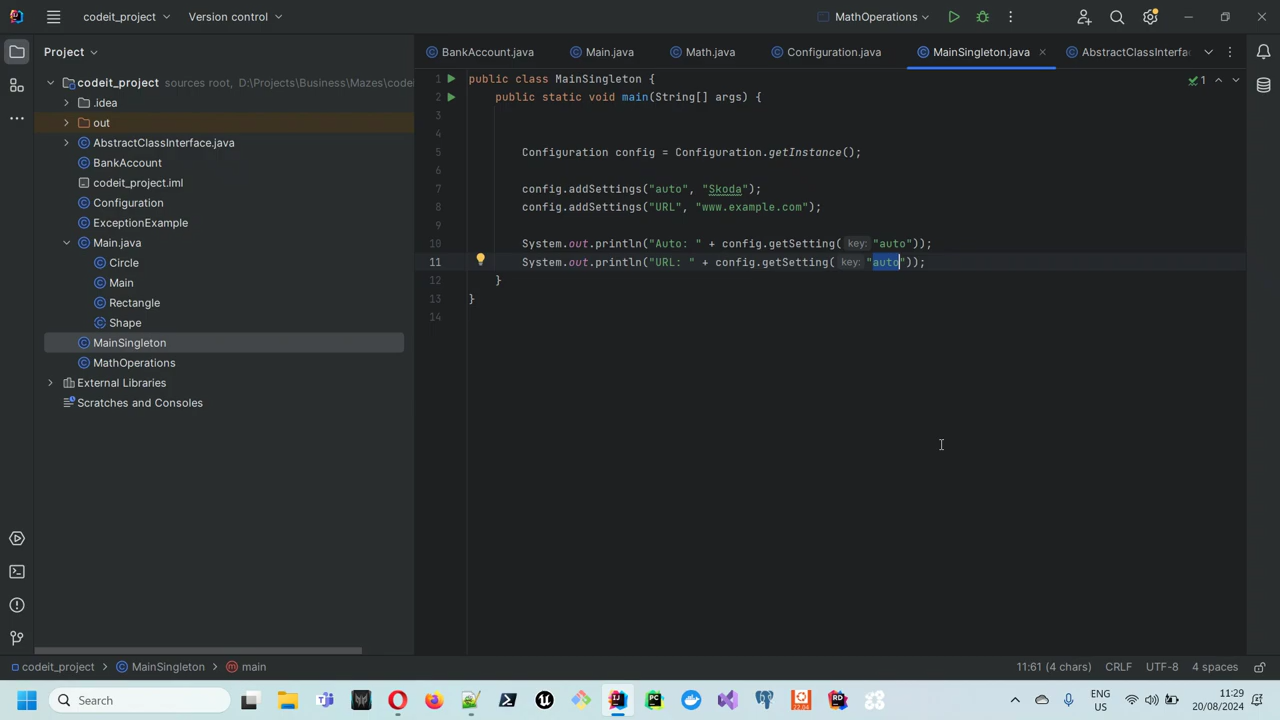 codeit_project
Version control
MathOperations
Project
BankAccount.java
Main.java
Math.java
Configuration.java
MainSingleton.java
AbstractClassInterfa
codeit_project sources root, D:\Projects\Business\Mazes\codei
.idea
out
AbstractClassInterface.java
BankAccount
codeit_project.iml
Configuration
ExceptionExample
Main.java
Circle
Main
Rectangle
Shape
MainSingleton
MathOperations
External Libraries
Scratches and Consoles
1 public class MainSingleton {
2 public static void main(String[] args) {
3
4
5 Configuration config = Configuration.getInstance();
6
7 config.addSettings("auto", "Skoda");
8 config.addSettings("URL", "www.example.com");
9
10 System.out.println("Auto: " + config.getSetting( key: "auto"));
11 System.out.println("URL: " + config.getSetting( key: "auto"));
12 }
13 }
14
1
codeit_project > MainSingleton > main
11:61 (4 chars) CRLF UTF-8 4 spaces
Search
ENG
UC
11:29
20/08/2024